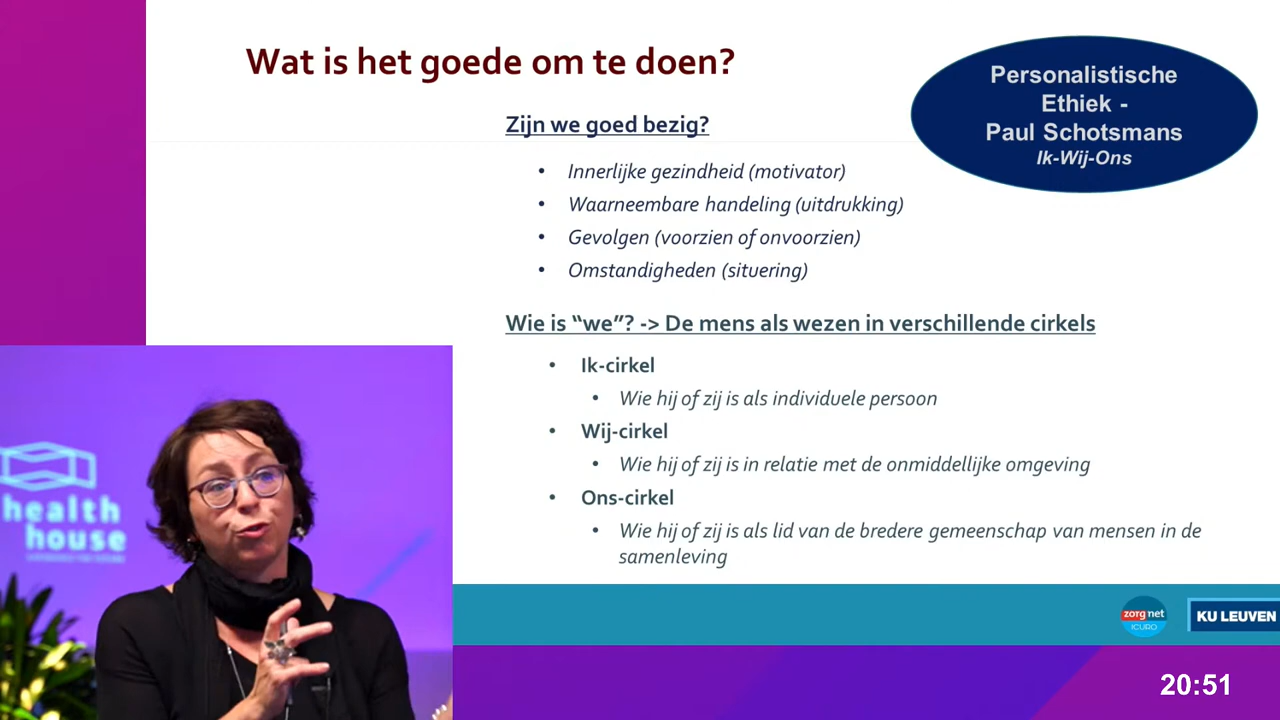 Wat is het goede om te doen?
Personalistische
Ethiek -
Paul Schotsmans
Ik-Wij-Ons
Zijn we goed bezig?
• Innerlijke gezindheid (motivator)
• Waarneembare handeling (uitdrukking)
• Gevolgen (voorzien of onvoorzien)
• Omstandigheden (situering)
Wie is “we”? -> De mens als wezen in verschillende cirkels
• Ik-cirkel
• Wie hij of zij is als individuele persoon
• Wij-cirkel
• Wie hij of zij is in relatie met de onmiddellijke omgeving
• Ons-cirkel
• Wie hij of zij is als lid van de bredere gemeenschap van mensen in de
samenleving
health
house
zorgnet
ICURO
KU LEUVEN
20:51